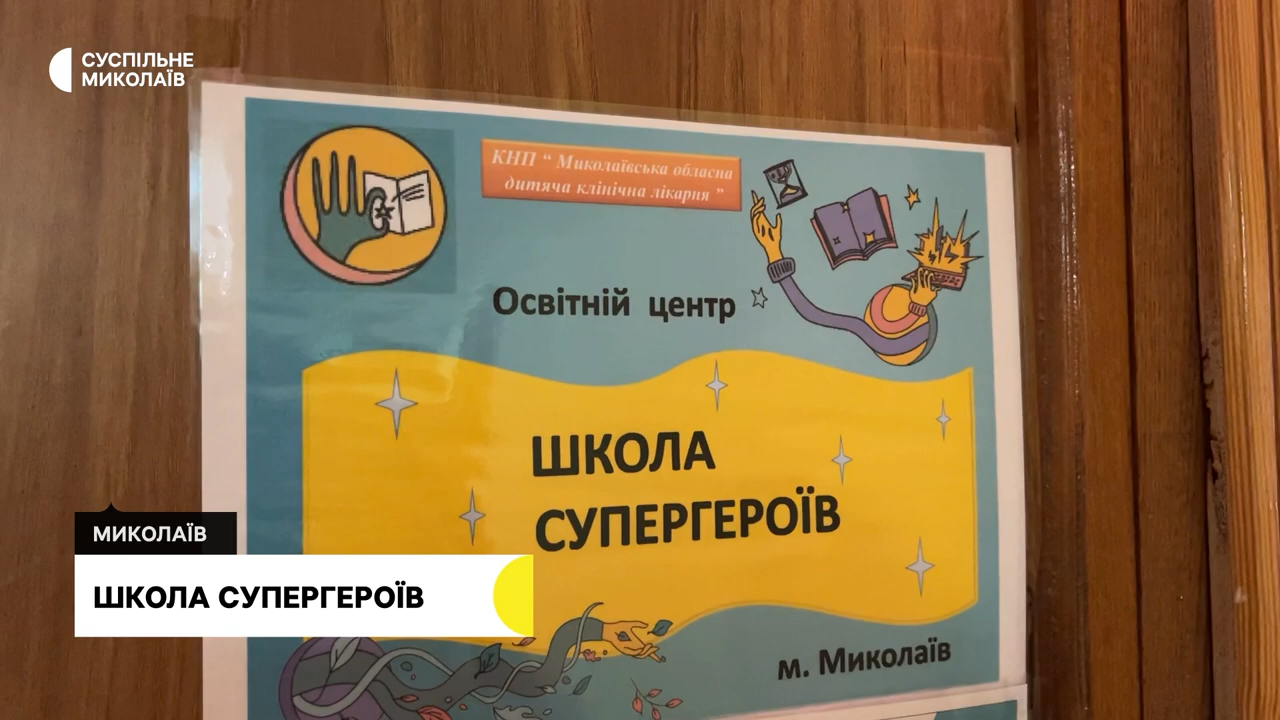 СУСПІЛЬНЕ
МИКОЛАЇВ
КНП “ Миколаївська обласна
дитяча клінічна лікарня ”
Освітній центр
ШКОЛА
СУПЕРГЕРОЇВ
м. Миколаїв
МИКОЛАЇВ
ШКОЛА СУПЕРГЕРОЇВ